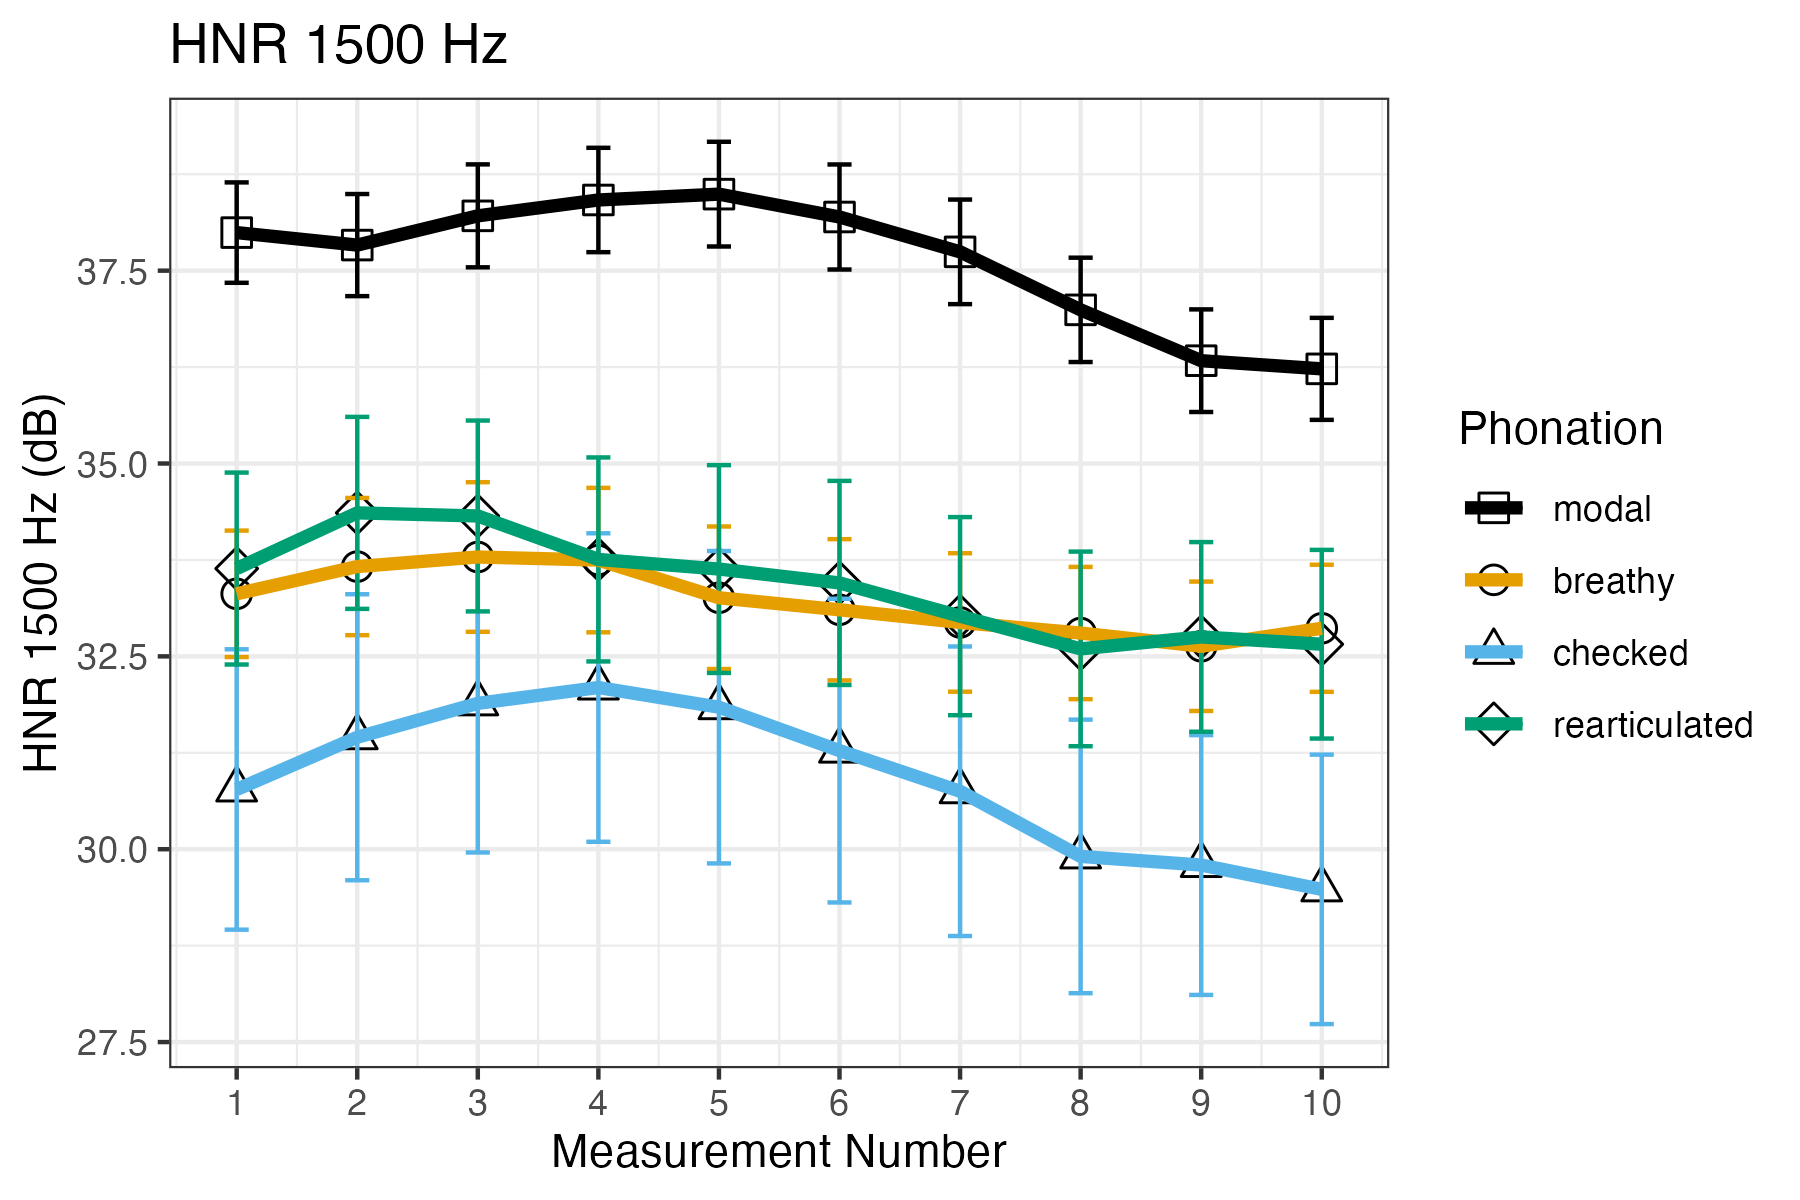 HNR 1500 Hz
HNR 1500 Hz (dB)
37.5
35.0
32.5
30.0
27.5
1 2 3 4 5 6 7 8 9 10
Measurement Number
Phonation
modal
breathy
checked
rearticulated